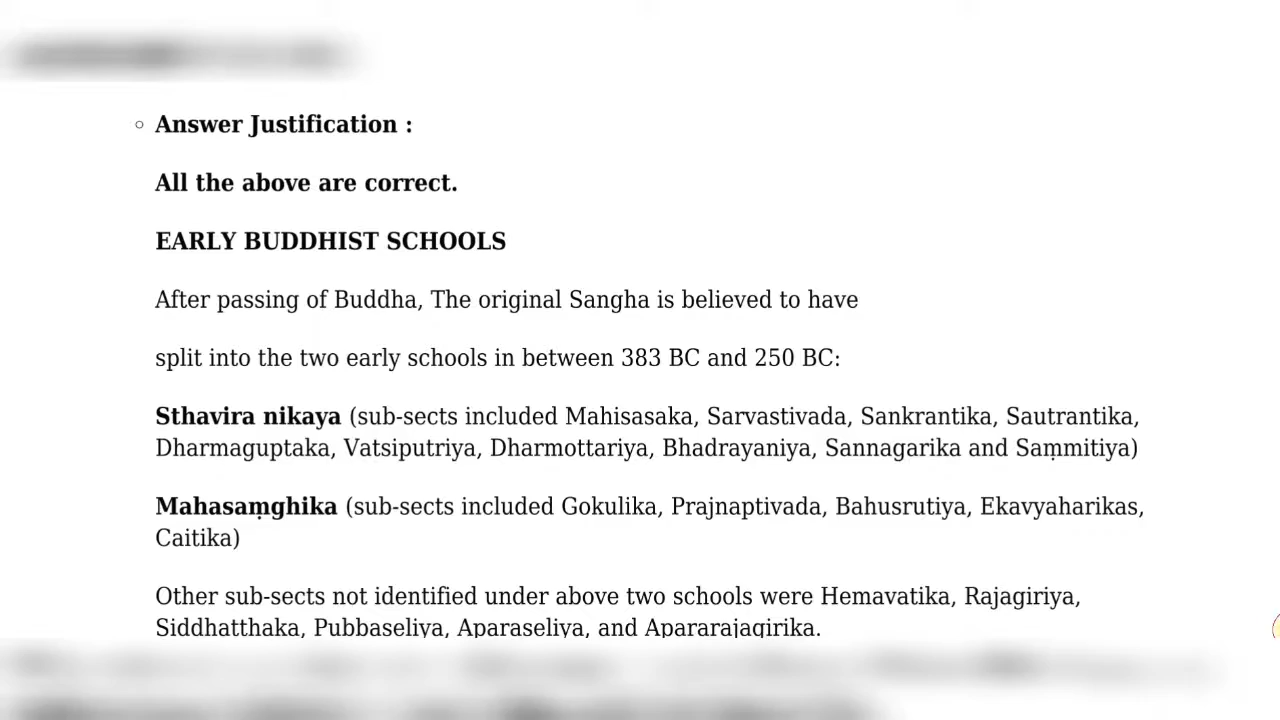 Answer Justification :
All the above are correct.
EARLY BUDDHIST SCHOOLS
After passing of Buddha, The original Sangha is believed to have
split into the two early schools in between 383 BC and 250 BC:
Sthavira nikaya (sub-sects included Mahisasaka, Sarvastivada, Sankrantika, Sautrantika,
Dharmaguptaka, Vatsiputriya, Dharmottariya, Bhadrayaniya, Sannagarika and Saṃmitiya)
Mahasaṃghika (sub-sects included Gokulika, Prajnaptivada, Bahusrutiya, Ekavyaharikas,
Caitika)
Other sub-sects not identified under above two schools were Hemavatika, Rajagiriya,
Siddhatthaka, Pubbaseliya, Aparaseliya, and Apararajagirika.